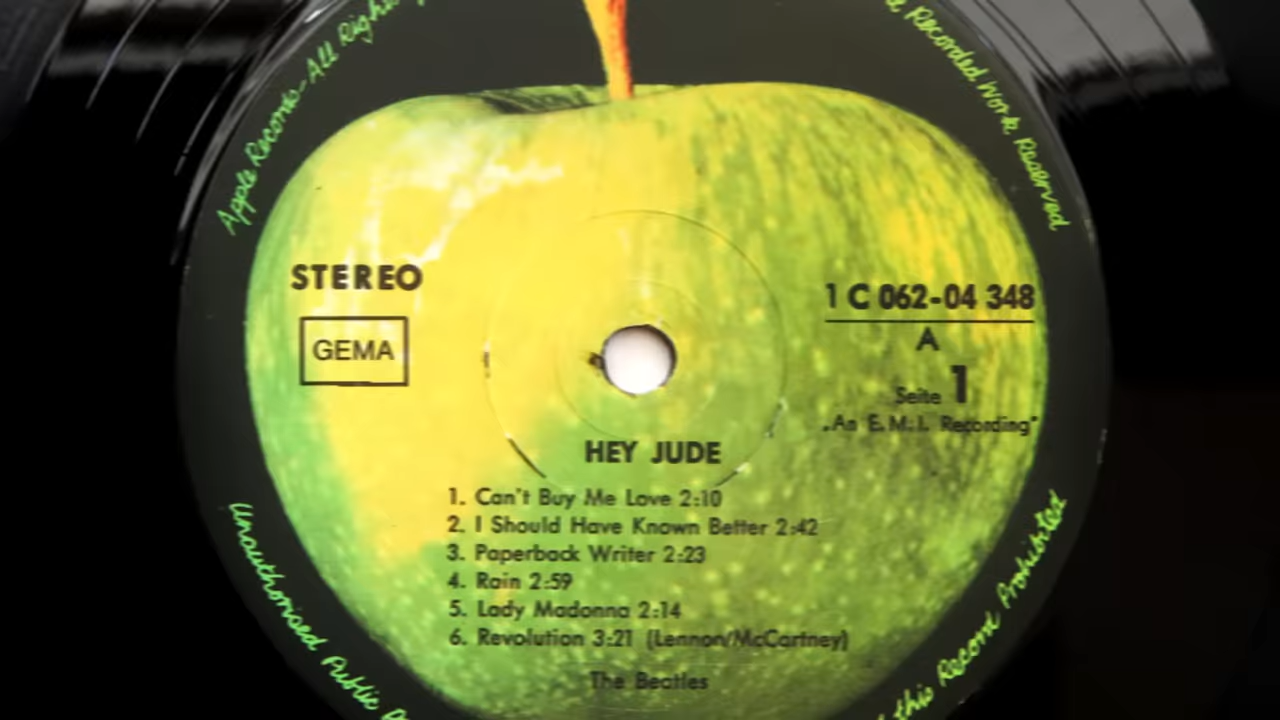 Apple Records-All Right
e Recorded Work Reserved
STEREO
GEMA
1 C 062-04 348
A
Seite 1
„An E.M.I. Recording"
HEY JUDE
1. Can't Buy Me Love 2:10
2. I Should Have Known Better 2:42
3. Paperback Writer 2:23
4. Rain 2:59
5. Lady Madonna 2:14
6. Revolution 3:21 (Lennon/McCartney)
The Beatles
Unauthorised Public
this Record Prohibited